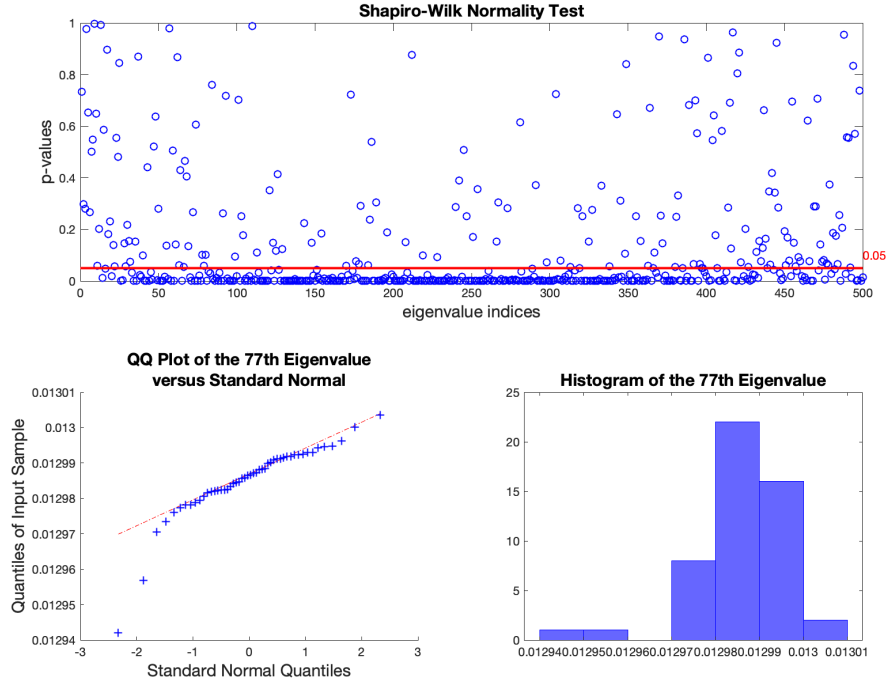 Shapiro-Wilk Normality Test
1
0.8
0.6
0.4
0.2
0
p-values
0.05
0 50 100 150 200 250 300 350 400 450 500
eigenvalue indices
QQ Plot of the 77th Eigenvalue
versus Standard Normal
0.01301
0.013
0.01299
0.01298
0.01297
0.01296
0.01295
0.01294
Quantiles of Input Sample
-3 -2 -1 0 1 2 3
Standard Normal Quantiles
Histogram of the 77th Eigenvalue
25
20
15
10
5
0
0.012940.012950.012960.012970.012980.01299 0.013 0.01301